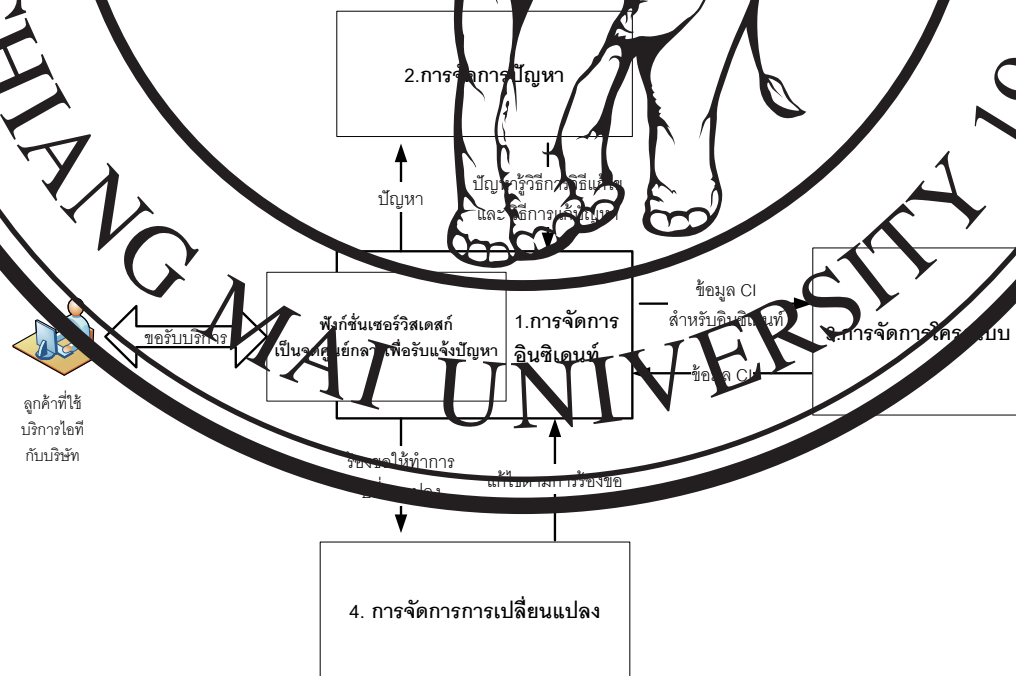 2.การจัดการปัญหา
ปัญหา
ปัญหารู้วิธีการวิธีแก้ไข
และ วิธีการแก้ปัญหา
ฟังก์ชันเซอร์วิสเดสก์
เป็นจุดศูนย์กลางเพื่อรับแจ้งปัญหา
1.การจัดการ
อินซิเดนท์
ข้อมูล CI
สำหรับอินซิเดนท์
ข้อมูล CI
3.การจัดการโครงแบบ
ขอรับบริการ
ลูกค้าที่ใช้
บริการไอที
กับบริษัท
ร้องขอให้ทำการ
เปลี่ยนแปลง
แก้ไขตามการร้องขอ
4. การจัดการการเปลี่ยนแปลง
CHIANG MAI UNIVERSITY